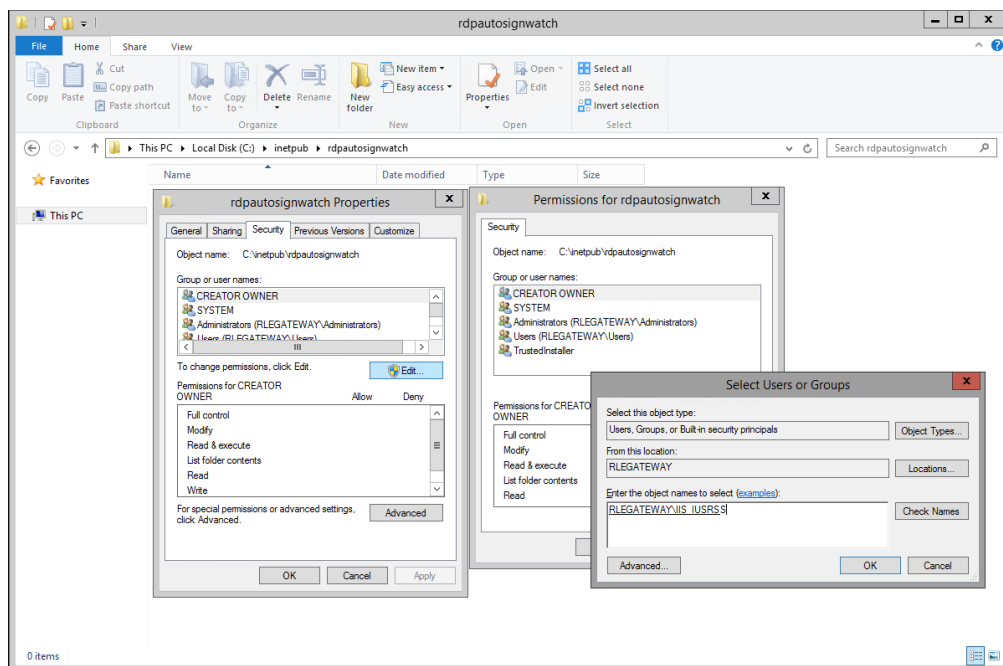 rdpautosignwatch
File Home Share View
Copy
Paste
Cut
Copy path
Paste shortcut
Clipboard
Move to
Copy to
Delete
Rename
Organize
New folder
New item
Easy access
New
Properties
Open
Edit
Open
Select all
Select none
Invert selection
Select
This PC Local Disk (C:) inetpub rdpautosignwatch
Search rdpautosignwatch
Favorites
This PC
Name Date modified Type Size
rdpautosignwatch Properties
General Sharing Security Previous Versions Customize
Object name: C:\inetpub\rdpautosignwatch
Group or user names:
CREATOR OWNER
SYSTEM
Administrators (RLEGATEWAY\Administrators)
Users (RLEGATEWAY\Users)
To change permissions, click Edit.
Edit...
Permissions for CREATOR
OWNER Allow Deny
Full control
Modify
Read & execute
List folder contents
Read
Write
For special permissions or advanced settings,
click Advanced.
Advanced
OK Cancel Apply
Permissions for rdpautosignwatch
Security
Object name: C:\inetpub\rdpautosignwatch
Group or user names:
CREATOR OWNER
SYSTEM
Administrators (RLEGATEWAY\Administrators)
Users (RLEGATEWAY\Users)
TrustedInstaller
Permissions for CREATO
OWNER
Full control
Modify
Read & execute
List folder contents
Read
Select Users or Groups
Select this object type:
Users, Groups, or Built-in security principals
Object Types...
From this location:
RLEGATEWAY
Locations...
Enter the object names to select (examples):
RLEGATEWAY\IIS_IUSRSS
Check Names
Advanced...
OK Cancel
0 items